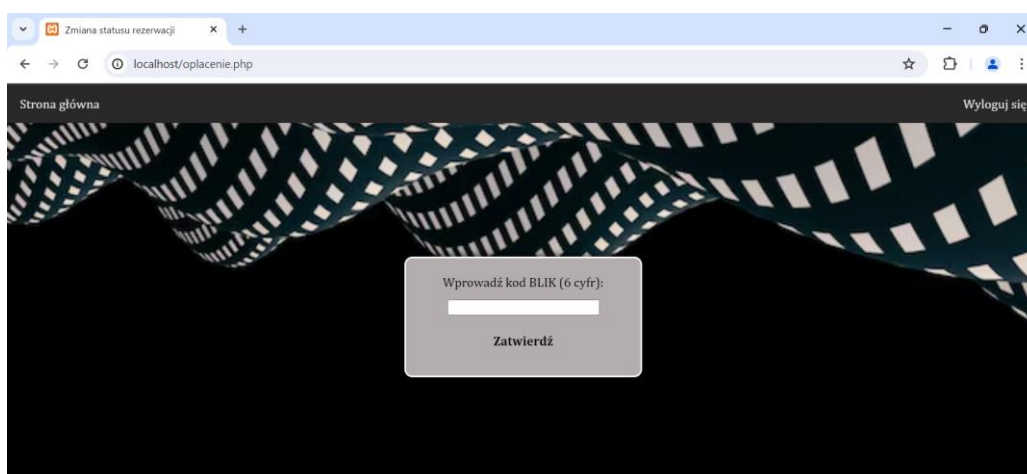 Zmiana statusu rezerwacji
localhost/oplacenie.php
Strona główna
Wyloguj się
Wprowadź kod BLIK (6 cyfr):
Zatwierdź